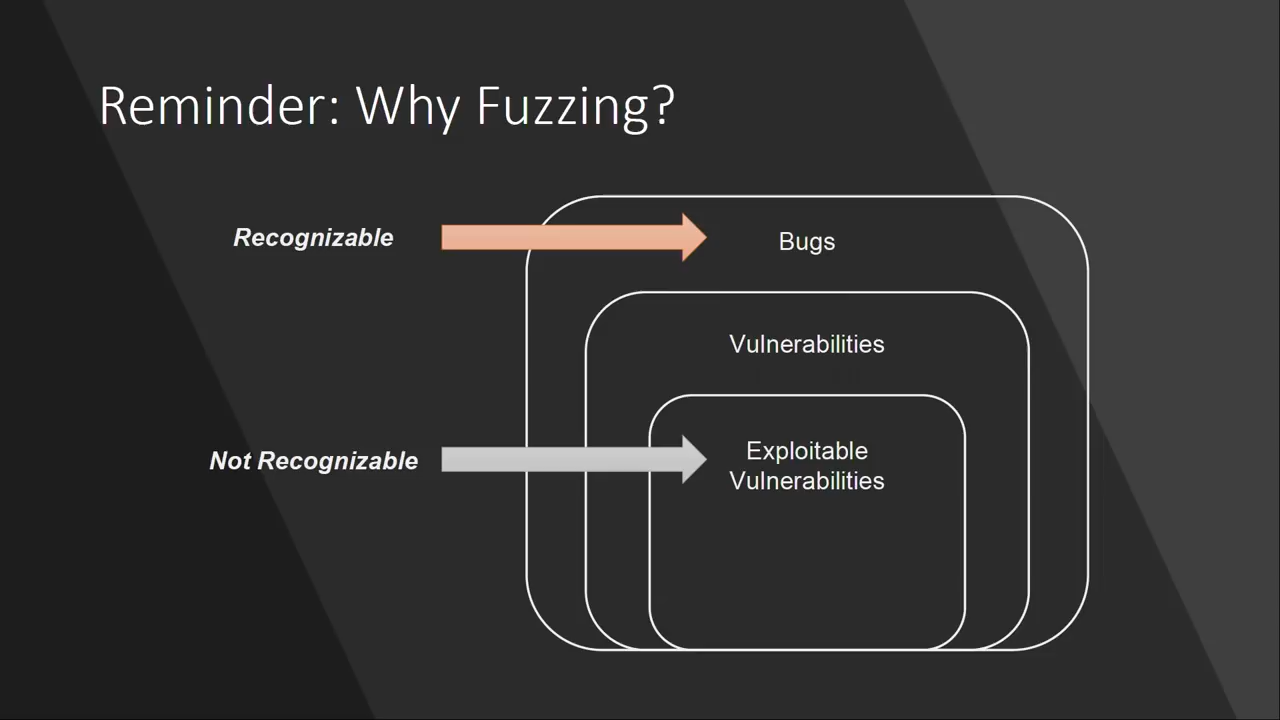 Reminder: Why Fuzzing?
Recognizable
Bugs
Vulnerabilities
Not Recognizable
Exploitable
Vulnerabilities